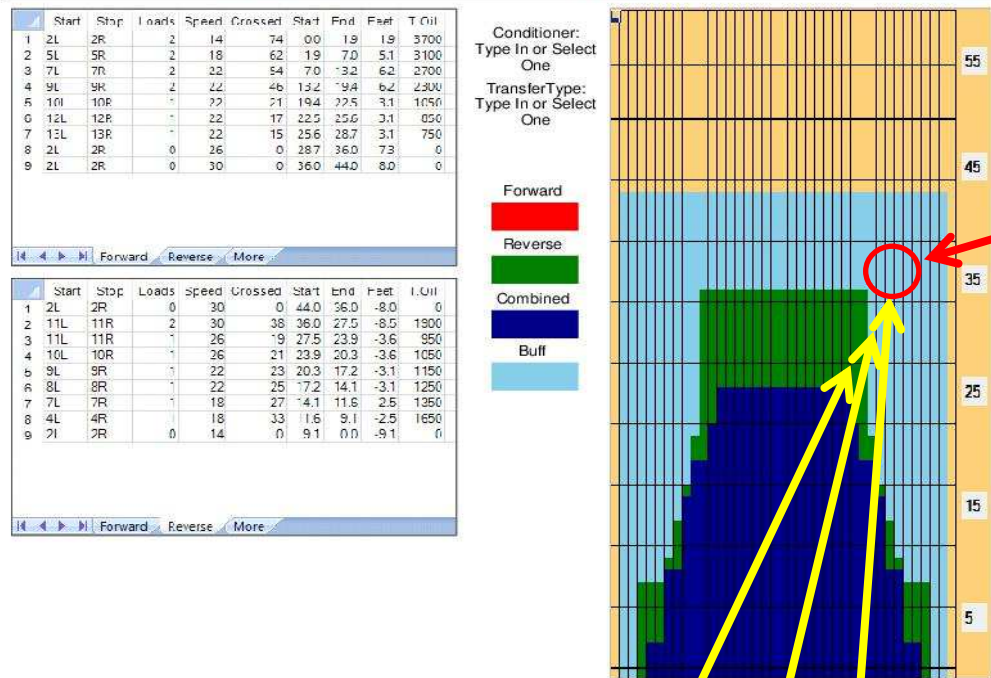 Start Stop Loads Speed Crossed Start End Feet T.Oil
1 2L 2R 2 14 74 0.0 1.9 1.9 3700
2 5L 5R 2 18 62 1.9 7.0 5.1 3100
3 7L 7R 2 22 54 7.0 13.2 6.2 2700
4 9L 9R 2 22 46 13.2 19.4 6.2 2300
5 10L 10R 1 22 21 19.4 22.5 3.1 1050
6 12L 12R 1 22 17 22.5 25.6 3.1 850
7 13L 13R 1 22 15 25.6 28.7 3.1 750
8 2L 2R 0 26 0 28.7 36.0 7.3 0
9 2L 2R 0 30 0 36.0 44.0 8.0 0
Forward Reverse More
Start Stop Loads Speed Crossed Start End Feet T.Oil
1 2L 2R 0 30 0 44.0 36.0 -8.0 0
2 11L 11R 2 30 38 36.0 27.5 -8.5 1900
3 11L 11R 1 26 19 27.5 23.9 -3.6 950
4 10L 10R 1 26 21 23.9 20.3 -3.6 1050
5 9L 9R 1 22 23 20.3 17.2 -3.1 1150
6 8L 8R 1 22 25 17.2 14.1 -3.1 1250
7 7L 7R 1 18 27 14.1 11.6 -2.5 1350
8 4L 4R 1 18 33 11.6 9.1 -2.5 1650
9 2L 2R 0 14 0 9.1 0.0 -9.1 0
Forward Reverse More
Conditioner:
Type In or Select
One
TransferType:
Type In or Select
One
Forward
Reverse
Combined
Buff
55
45
35
25
15
5